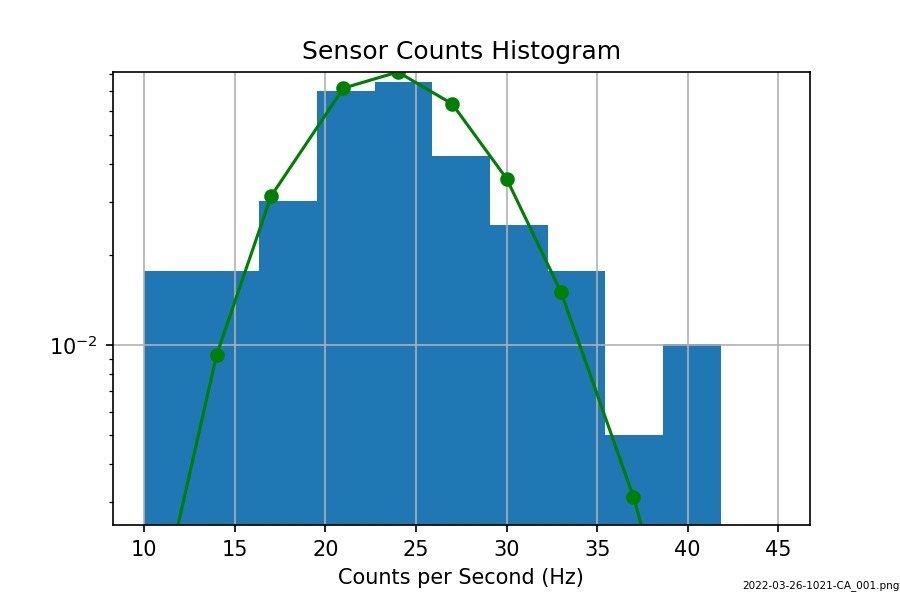 Sensor Counts Histogram
10⁻²
10 15 20 25 30 35 40 45
Counts per Second (Hz)
2022-03-26-1021-CA_001.png